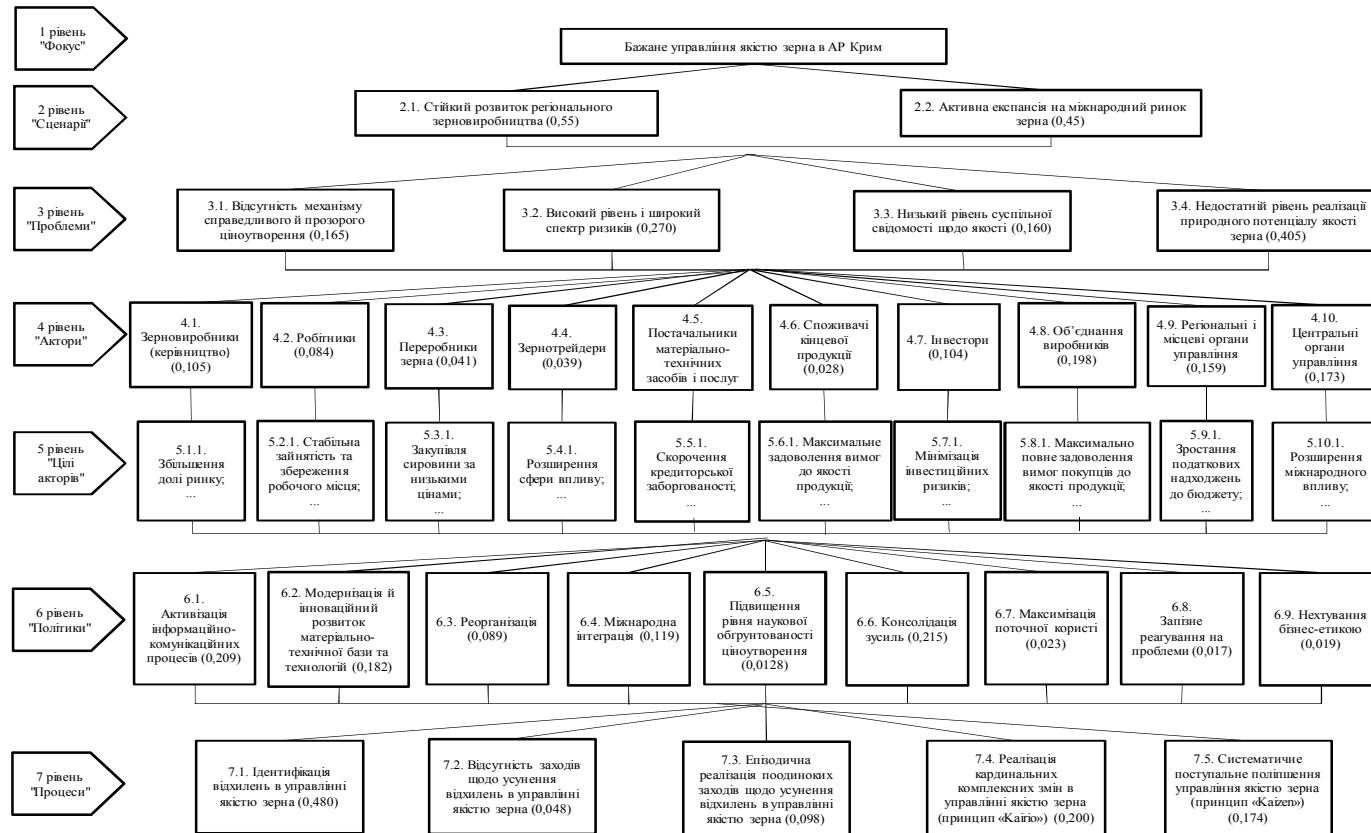 1 рівень
"Фокус"
Бажане управління якістю зерна в АР Крим
2 рівень
"Сценарії"
2.1. Стійкий розвиток регіонального
зерновиробництва (0,55)
2.2. Активна експансія на міжнародний ринок
зерна (0,45)
3 рівень
"Проблеми"
3.1. Відсутність механізму
справедливого й прозорого
ціноутворення (0,165)
3.2. Високий рівень і широкий
спектр ризиків (0,270)
3.3. Низький рівень суспільної
свідомості щодо якості (0,160)
3.4. Недостатній рівень реалізації
природного потенціалу якості
зерна (0,405)
4 рівень
"Актори"
4.1.
Зерновиробники
(керівництво)
(0,105)
4.2. Робітники
(0,084)
4.3.
Переробники
зерна (0,041)
4.4.
Зернотрейдери
(0,039)
4.5.
Постачальники
матеріально-
технічних
засобів і послуг
4.6. Споживачі
кінцевої
продукції
(0,028)
4.7. Інвестори
(0,104)
4.8. Об’єднання
виробників
(0,198)
4.9. Регіональні і
місцеві органи
управління
(0,159)
4.10.
Центральні
органи
управління
(0,173)
5 рівень
"Цілі
акторів"
5.1.1.
Збільшення
долі ринку;
...
5.2.1. Стабільна
зайнятість та
збереження
робочого місця;
...
5.3.1.
Закупівля
сировини за
низькими
цінами;
...
5.4.1.
Розширення
сфери впливу;
...
5.5.1.
Скорочення
кредиторської
заборгованості;
...
5.6.1. Максимальне
задоволення вимог
до якості
продукції;
...
5.7.1.
Мінімізація
інвестиційних
ризиків;
...
5.8.1. Максимально
повне задоволення
вимог покупців до
якості продукції;
...
5.9.1.
Зростання
податкових
надходжень
до бюджету;
...
5.10.1.
Розширення
міжнародного
впливу;
...
6 рівень
"Політики"
6.1.
Активізація
інформаційно-
комунікаційних
процесів (0,209)
6.2. Модернізація й
інноваційний
розвиток
матеріально-
технічної бази та
технологій (0,182)
6.3. Реорганізація
(0,089)
6.4. Міжнародна
інтеграція (0,119)
6.5.
Підвищення
рівня наукової
обґрунтованості
ціноутворення
(0,0128)
6.6. Консолідація
зусиль (0,215)
6.7. Максимізація
поточної користі
(0,023)
6.8.
Запізне
реагування на
проблеми (0,017)
6.9. Нехтування
бізнес-етикою
(0,019)
7 рівень
"Процеси"
7.1. Ідентифікація
відхилень в управлінні
якістю зерна (0,480)
7.2. Відсутність заходів
щодо усунення
відхилень в управлінні
якістю зерна (0,048)
7.3. Епізодична
реалізація поодиноких
заходів щодо усунення
відхилень в управлінні
якістю зерна (0,098)
7.4. Реалізація
кардинальних
комплексних змін в
управлінні якістю зерна
(принцип «Kairio») (0,200)
7.5. Систематичне
поступальне поліпшення
управління якістю зерна
(принцип «Kaizen»)
(0,174)